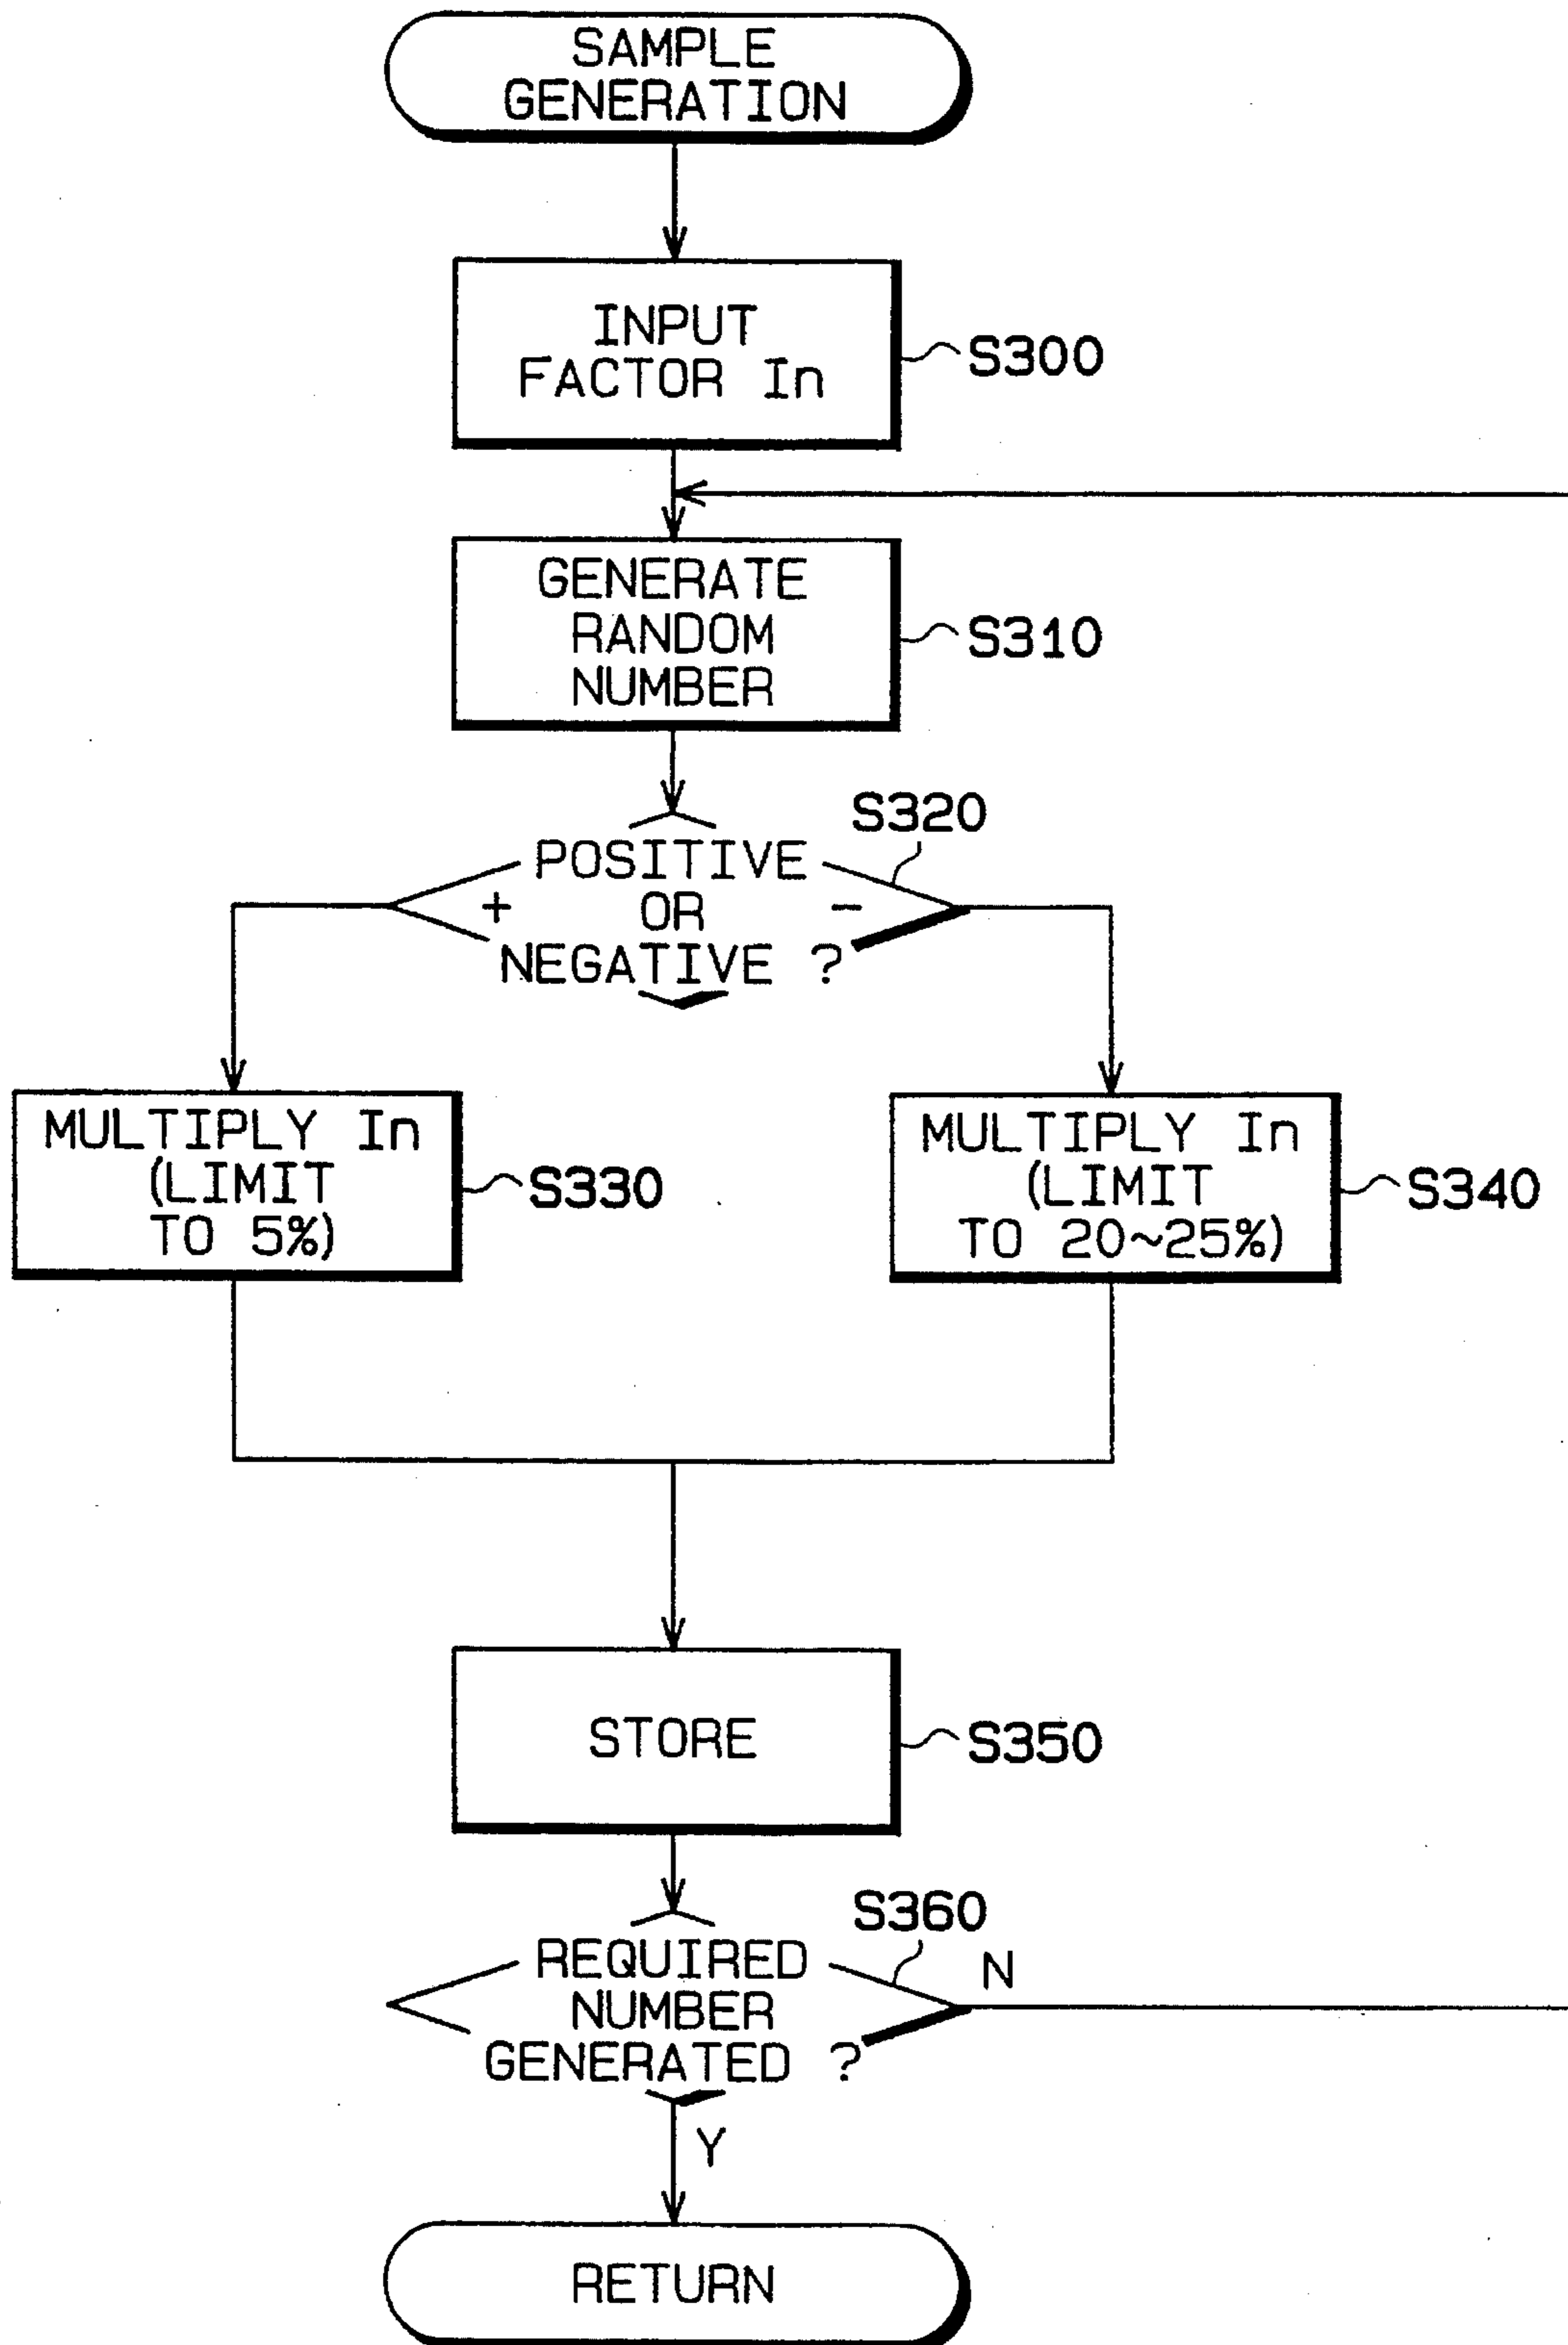 SAMPLE
GENERATION
INPUT
FACTOR In
S300
GENERATE
RANDOM
NUMBER
S310
S320
POSITIVE
+ OR -
NEGATIVE ?
MULTIPLY In
(LIMIT
TO 5%)
S330
MULTIPLY In
(LIMIT
TO 20~25%)
S340
STORE
S350
S360
REQUIRED
NUMBER
GENERATED ?
N
Y
RETURN